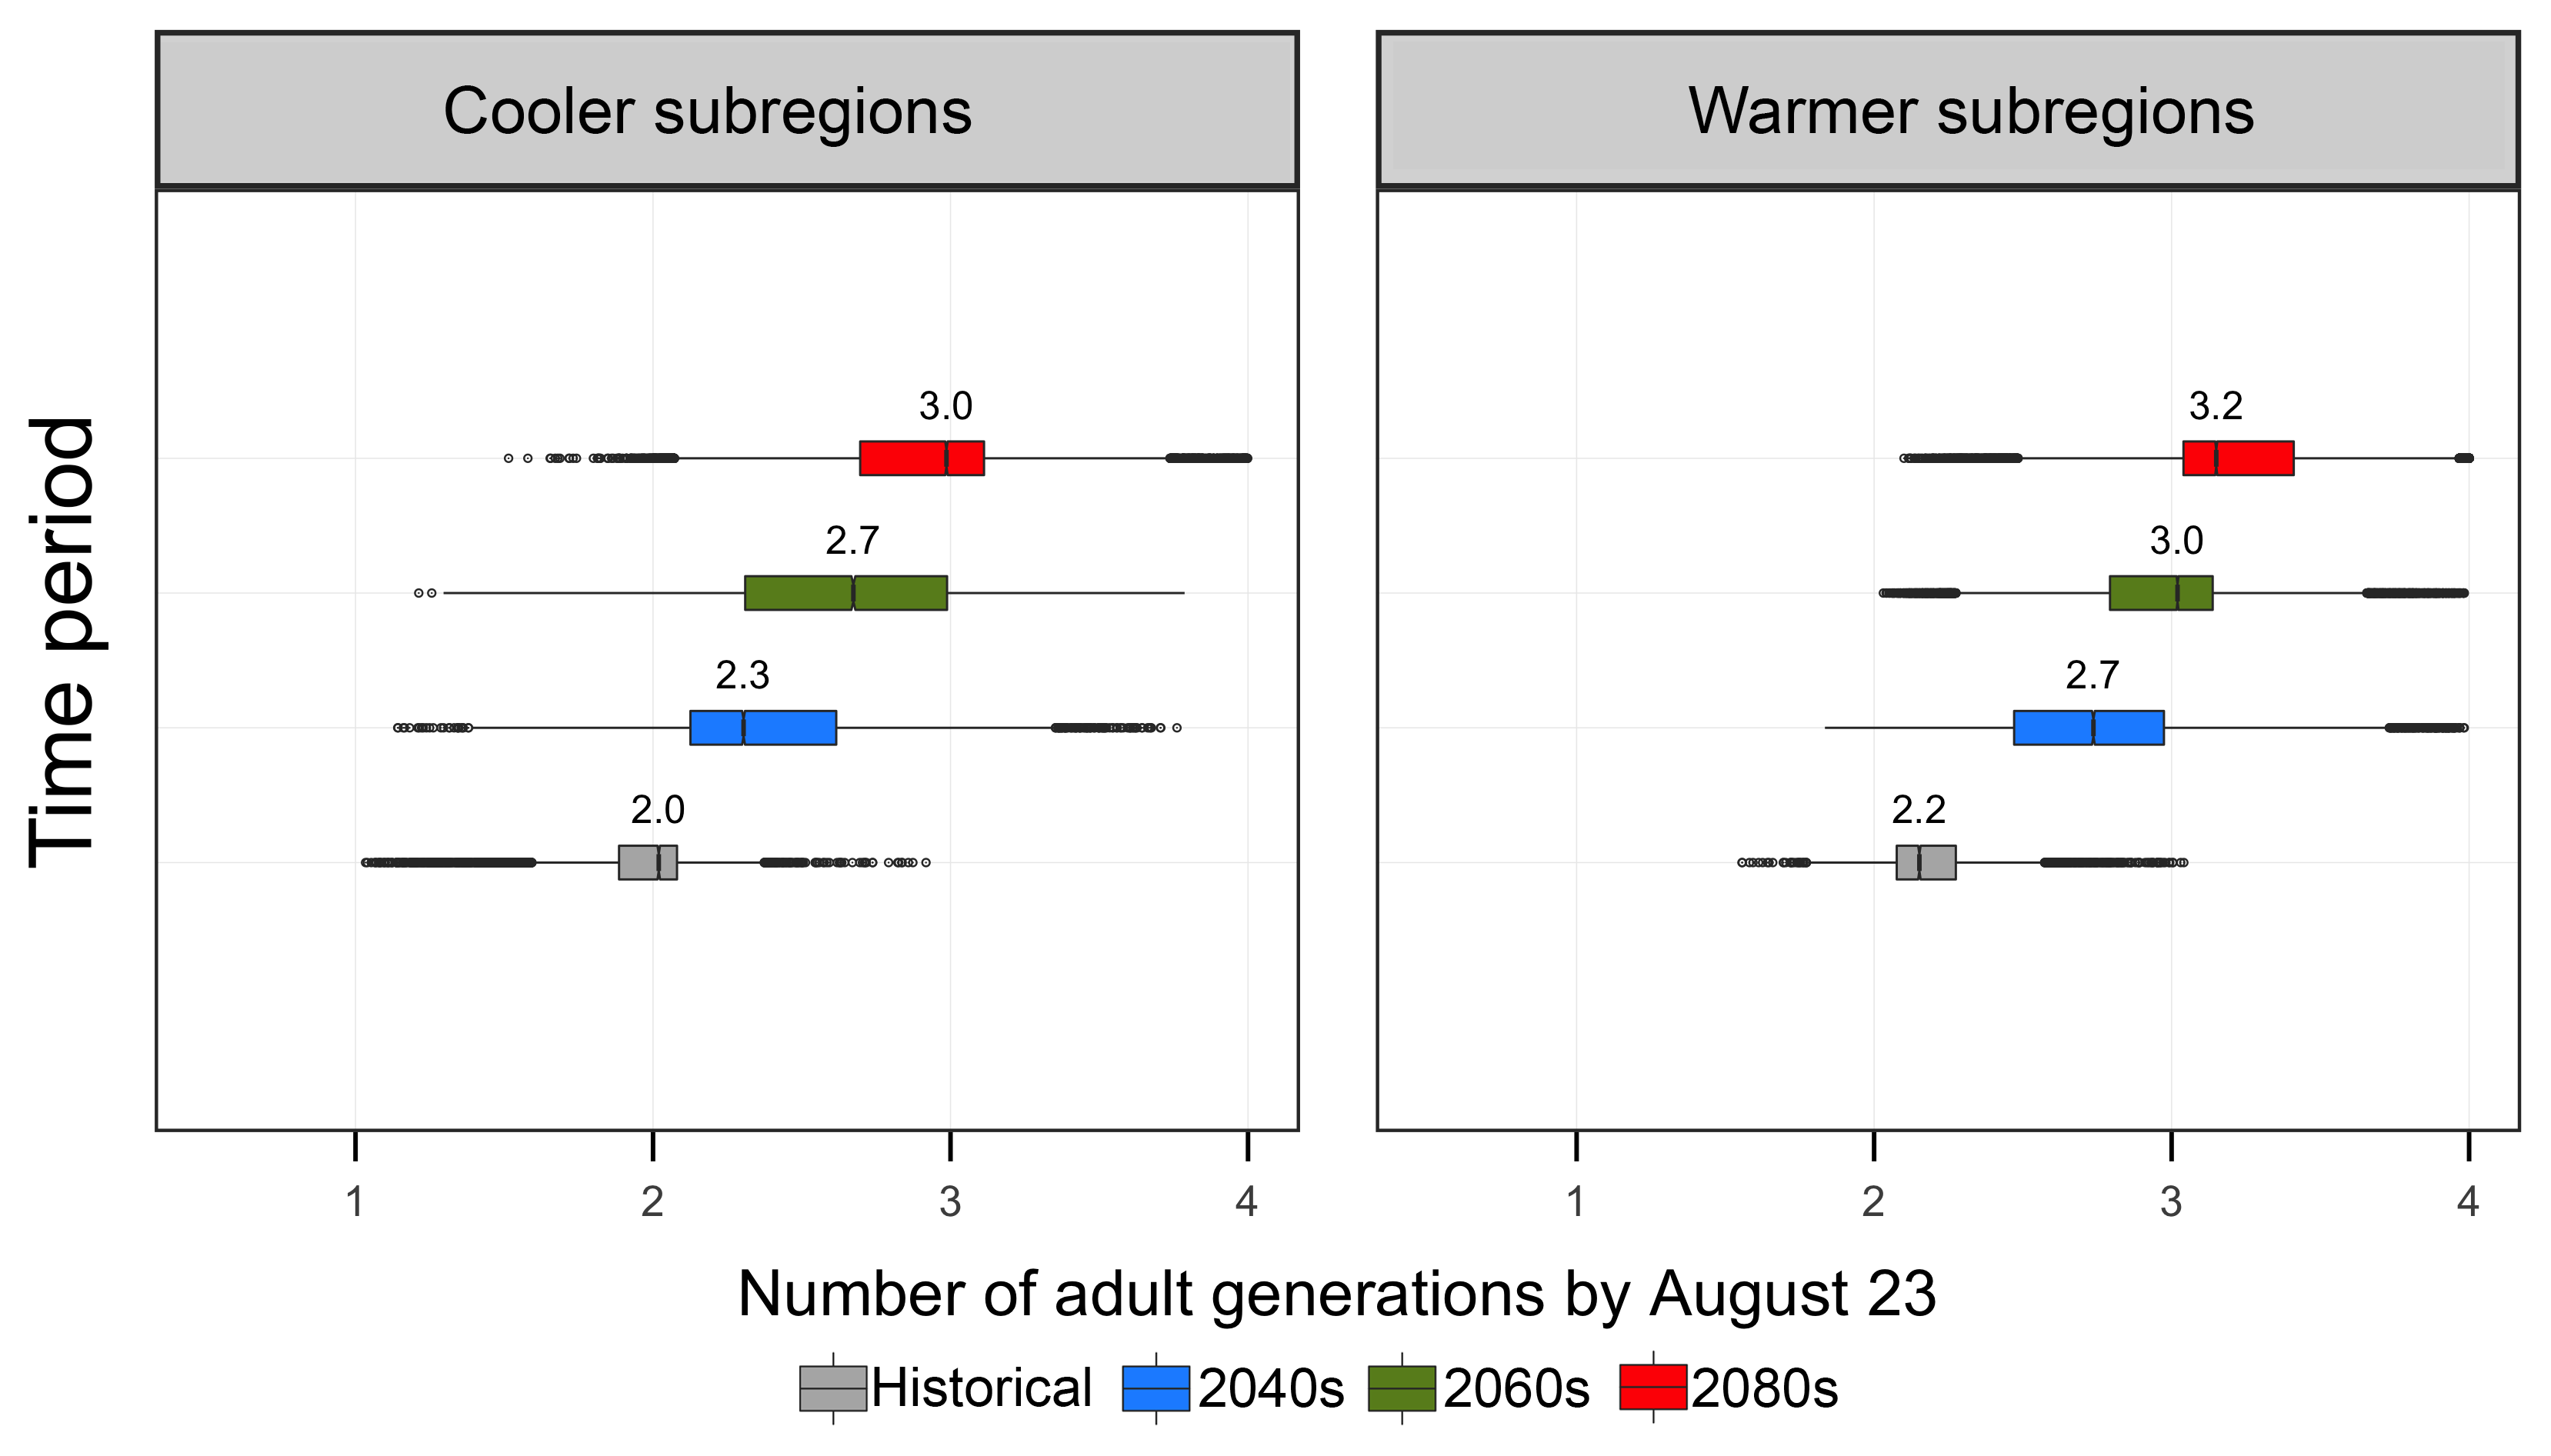 Cooler subregions
Warmer subregions
Time period
3.0
2.7
2.3
2.0
3.2
3.0
2.7
2.2
1 2 3 4
1 2 3 4
Number of adult generations by August 23
Historical 2040s 2060s 2080s